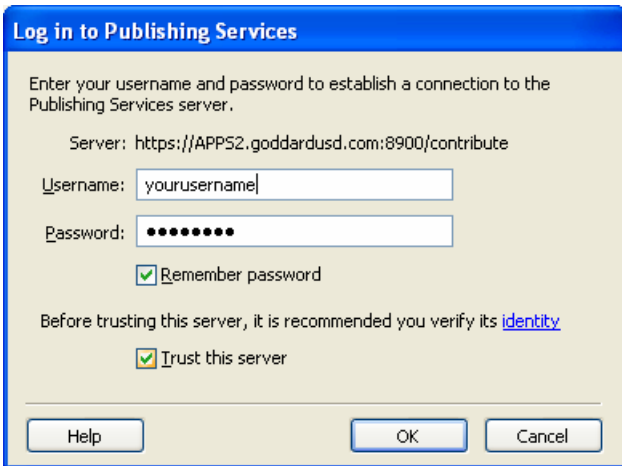 Log in to Publishing Services
Enter your username and password to establish a connection to the
Publishing Services server.
Server: https://APPS2.goddardusd.com:8900/contribute
Username: yourusername
Password: ●●●●●●●●
Remember password
Before trusting this server, it is recommended you verify its identity
Trust this server
Help OK Cancel